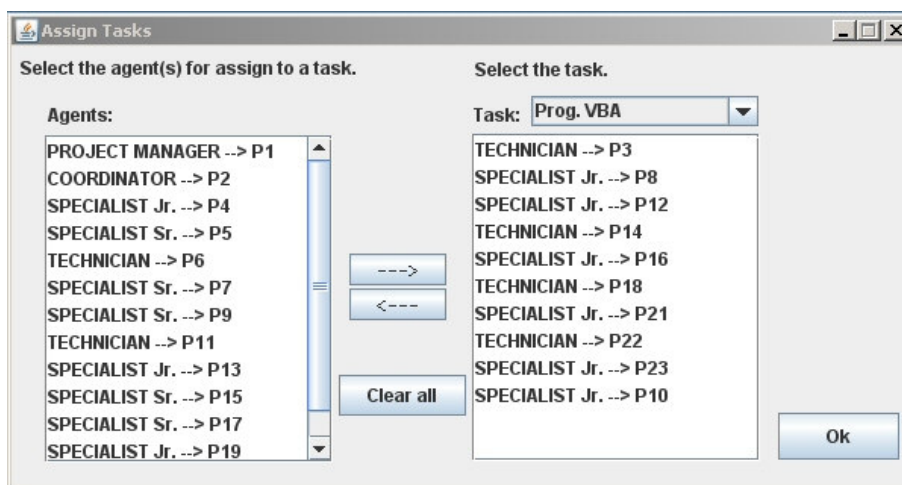 Assign Tasks
Select the agent(s) for assign to a task.
Agents:
PROJECT MANAGER --> P1
COORDINATOR --> P2
SPECIALIST Jr. --> P4
SPECIALIST Sr. --> P5
TECHNICIAN --> P6
SPECIALIST Sr. --> P7
SPECIALIST Sr. --> P9
TECHNICIAN --> P11
SPECIALIST Jr. --> P13
SPECIALIST Sr. --> P15
SPECIALIST Sr. --> P17
SPECIALIST Jr. --> P19
--->
<---
Clear all
Select the task.
Task: Prog. VBA
TECHNICIAN --> P3
SPECIALIST Jr. --> P8
SPECIALIST Jr. --> P12
TECHNICIAN --> P14
SPECIALIST Jr. --> P16
TECHNICIAN --> P18
SPECIALIST Jr. --> P21
TECHNICIAN --> P22
SPECIALIST Jr. --> P23
SPECIALIST Jr. --> P10
Ok